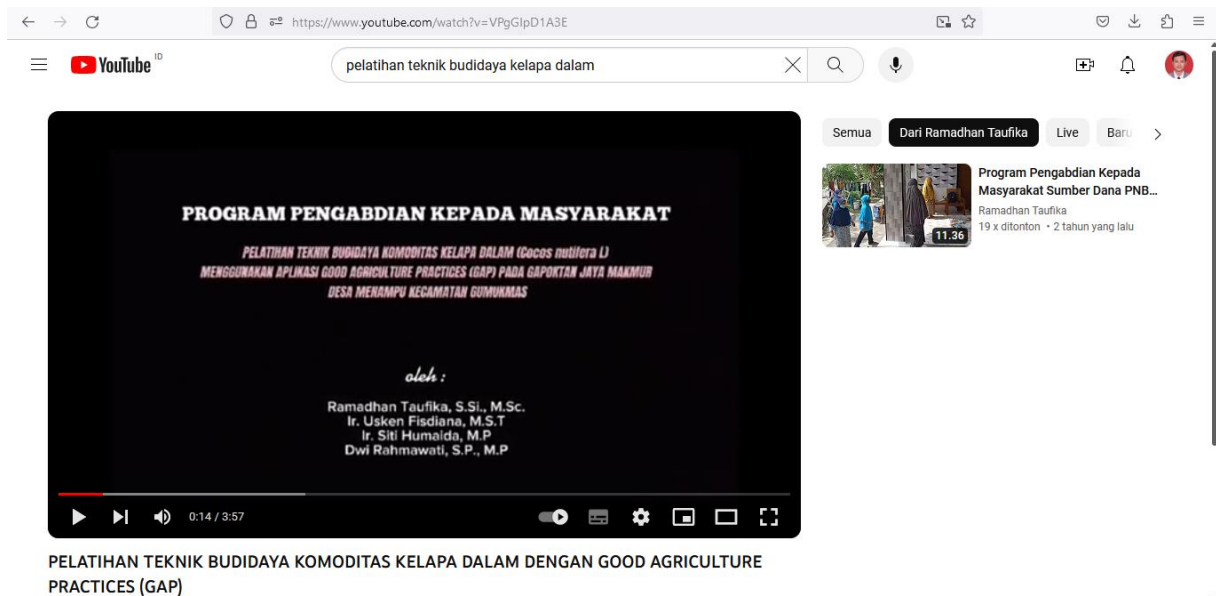 https://www.youtube.com/watch?v=VPgGIpD1A3E
YouTube ID
pelatihan teknik budidaya kelapa dalam
PROGRAM PENGABDIAN KEPADA MASYARAKAT
PELATIHAN TEKNIK BUDIDAYA KOMODITAS KELAPA DALAM (Cocos nutifera L)
MENGGUNAKAN APLIKASI GOOD AGRICULTURE PRACTICES (GAP) PADA GAPOKTAN JAYA MAKMUR
DESA MENAMPU KECAMATAN GUMUKMAS
oleh :
Ramadhan Taufika, S.Si., M.Sc.
Ir. Usken Fisdiana, M.S.T
Ir. Siti Humaida, M.P
Dwi Rahmawati, S.P., M.P
0:14 / 3:57
PELATIHAN TEKNIK BUDIDAYA KOMODITAS KELAPA DALAM DENGAN GOOD AGRICULTURE
PRACTICES (GAP)
Semua
Dari Ramadhan Taufika
Live
Baru
11.36
Program Pengabdian Kepada
Masyarakat Sumber Dana PNB...
Ramadhan Taufika
19 x ditonton • 2 tahun yang lalu